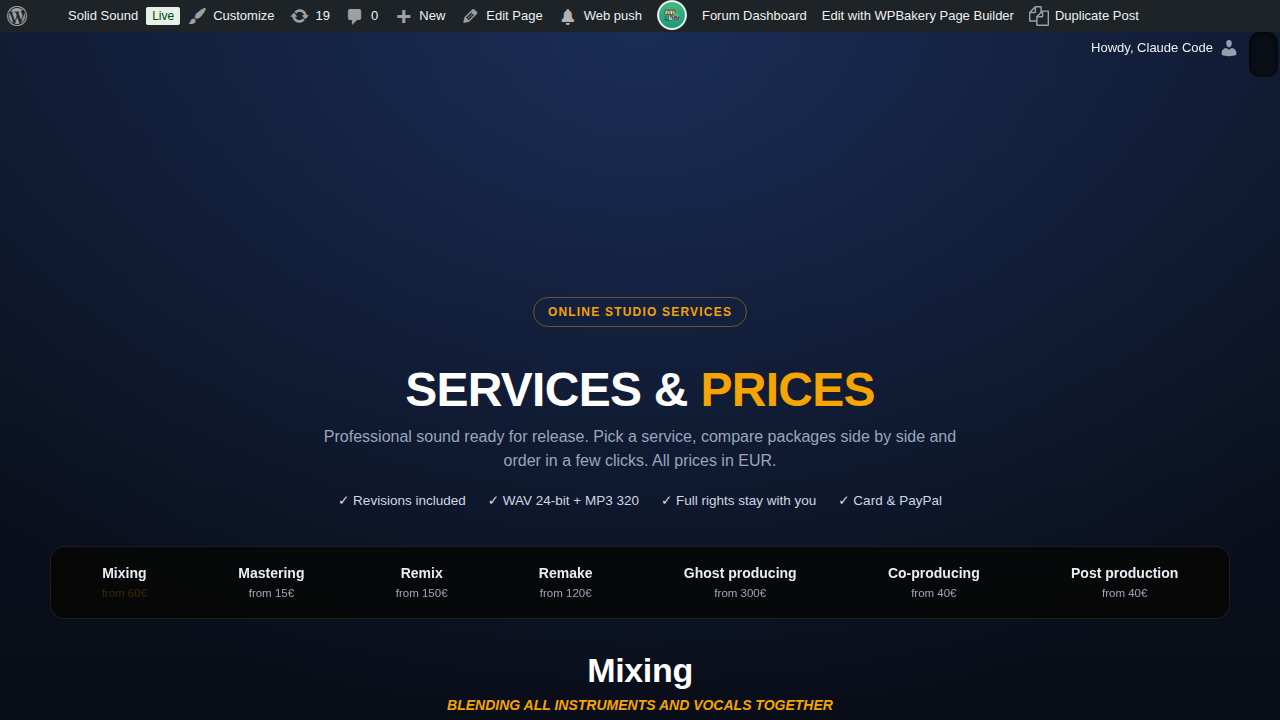 Solid Sound Live Customize 19 0 New Edit Page Web push Forum Dashboard Edit with WPBakery Page Builder Duplicate Post
Howdy, Claude Code
ONLINE STUDIO SERVICES
SERVICES & PRICES
Professional sound ready for release. Pick a service, compare packages side by side and
order in a few clicks. All prices in EUR.
✓ Revisions included ✓ WAV 24-bit + MP3 320 ✓ Full rights stay with you ✓ Card & PayPal
Mixing Mastering Remix Remake Ghost producing Co-producing Post production
from 60€ from 15€ from 150€ from 120€ from 300€ from 40€ from 40€
Mixing
BLENDING ALL INSTRUMENTS AND VOCALS TOGETHER